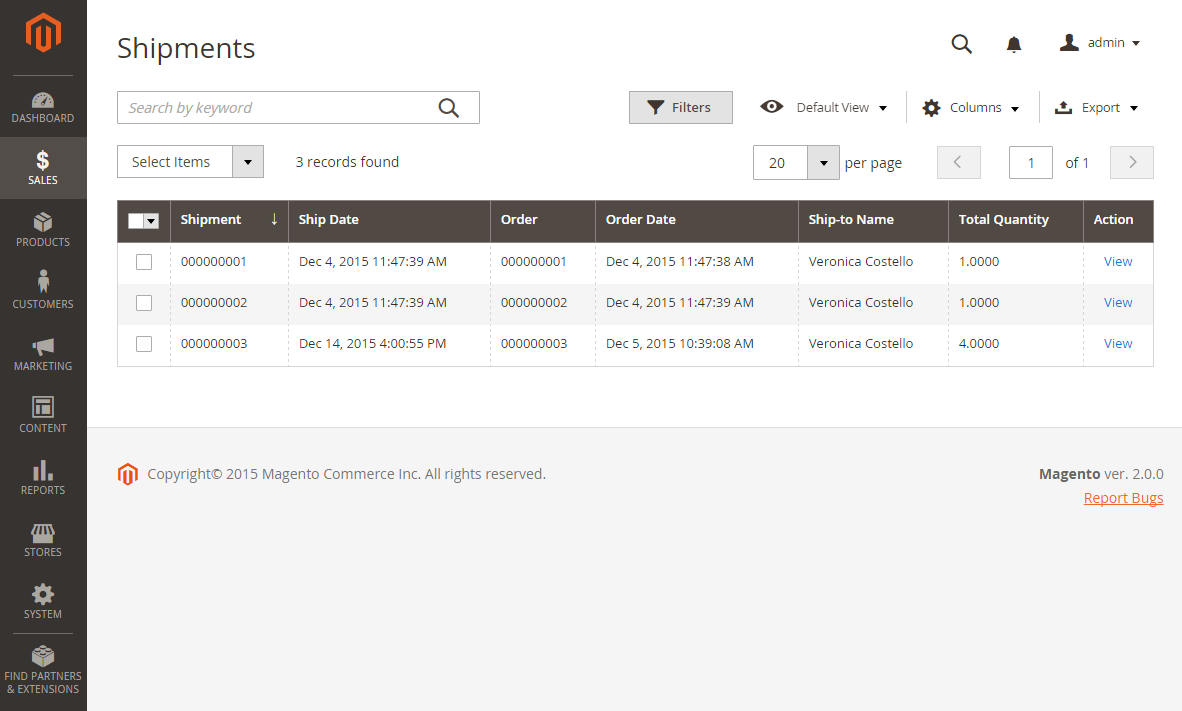 Shipments
admin
Search by keyword
Filters
Default View
Columns
Export
Select Items
3 records found
20
per page
1
of 1
Shipment ↓ Ship Date Order Order Date Ship-to Name Total Quantity Action
000000001 Dec 4, 2015 11:47:39 AM 000000001 Dec 4, 2015 11:47:38 AM Veronica Costello 1.0000 View
000000002 Dec 4, 2015 11:47:39 AM 000000002 Dec 4, 2015 11:47:39 AM Veronica Costello 1.0000 View
000000003 Dec 14, 2015 4:00:55 PM 000000003 Dec 5, 2015 10:39:08 AM Veronica Costello 4.0000 View
DASHBOARD
$
SALES
PRODUCTS
CUSTOMERS
MARKETING
CONTENT
REPORTS
STORES
SYSTEM
FIND PARTNERS
& EXTENSIONS
Copyright© 2015 Magento Commerce Inc. All rights reserved.
Magento ver. 2.0.0
Report Bugs